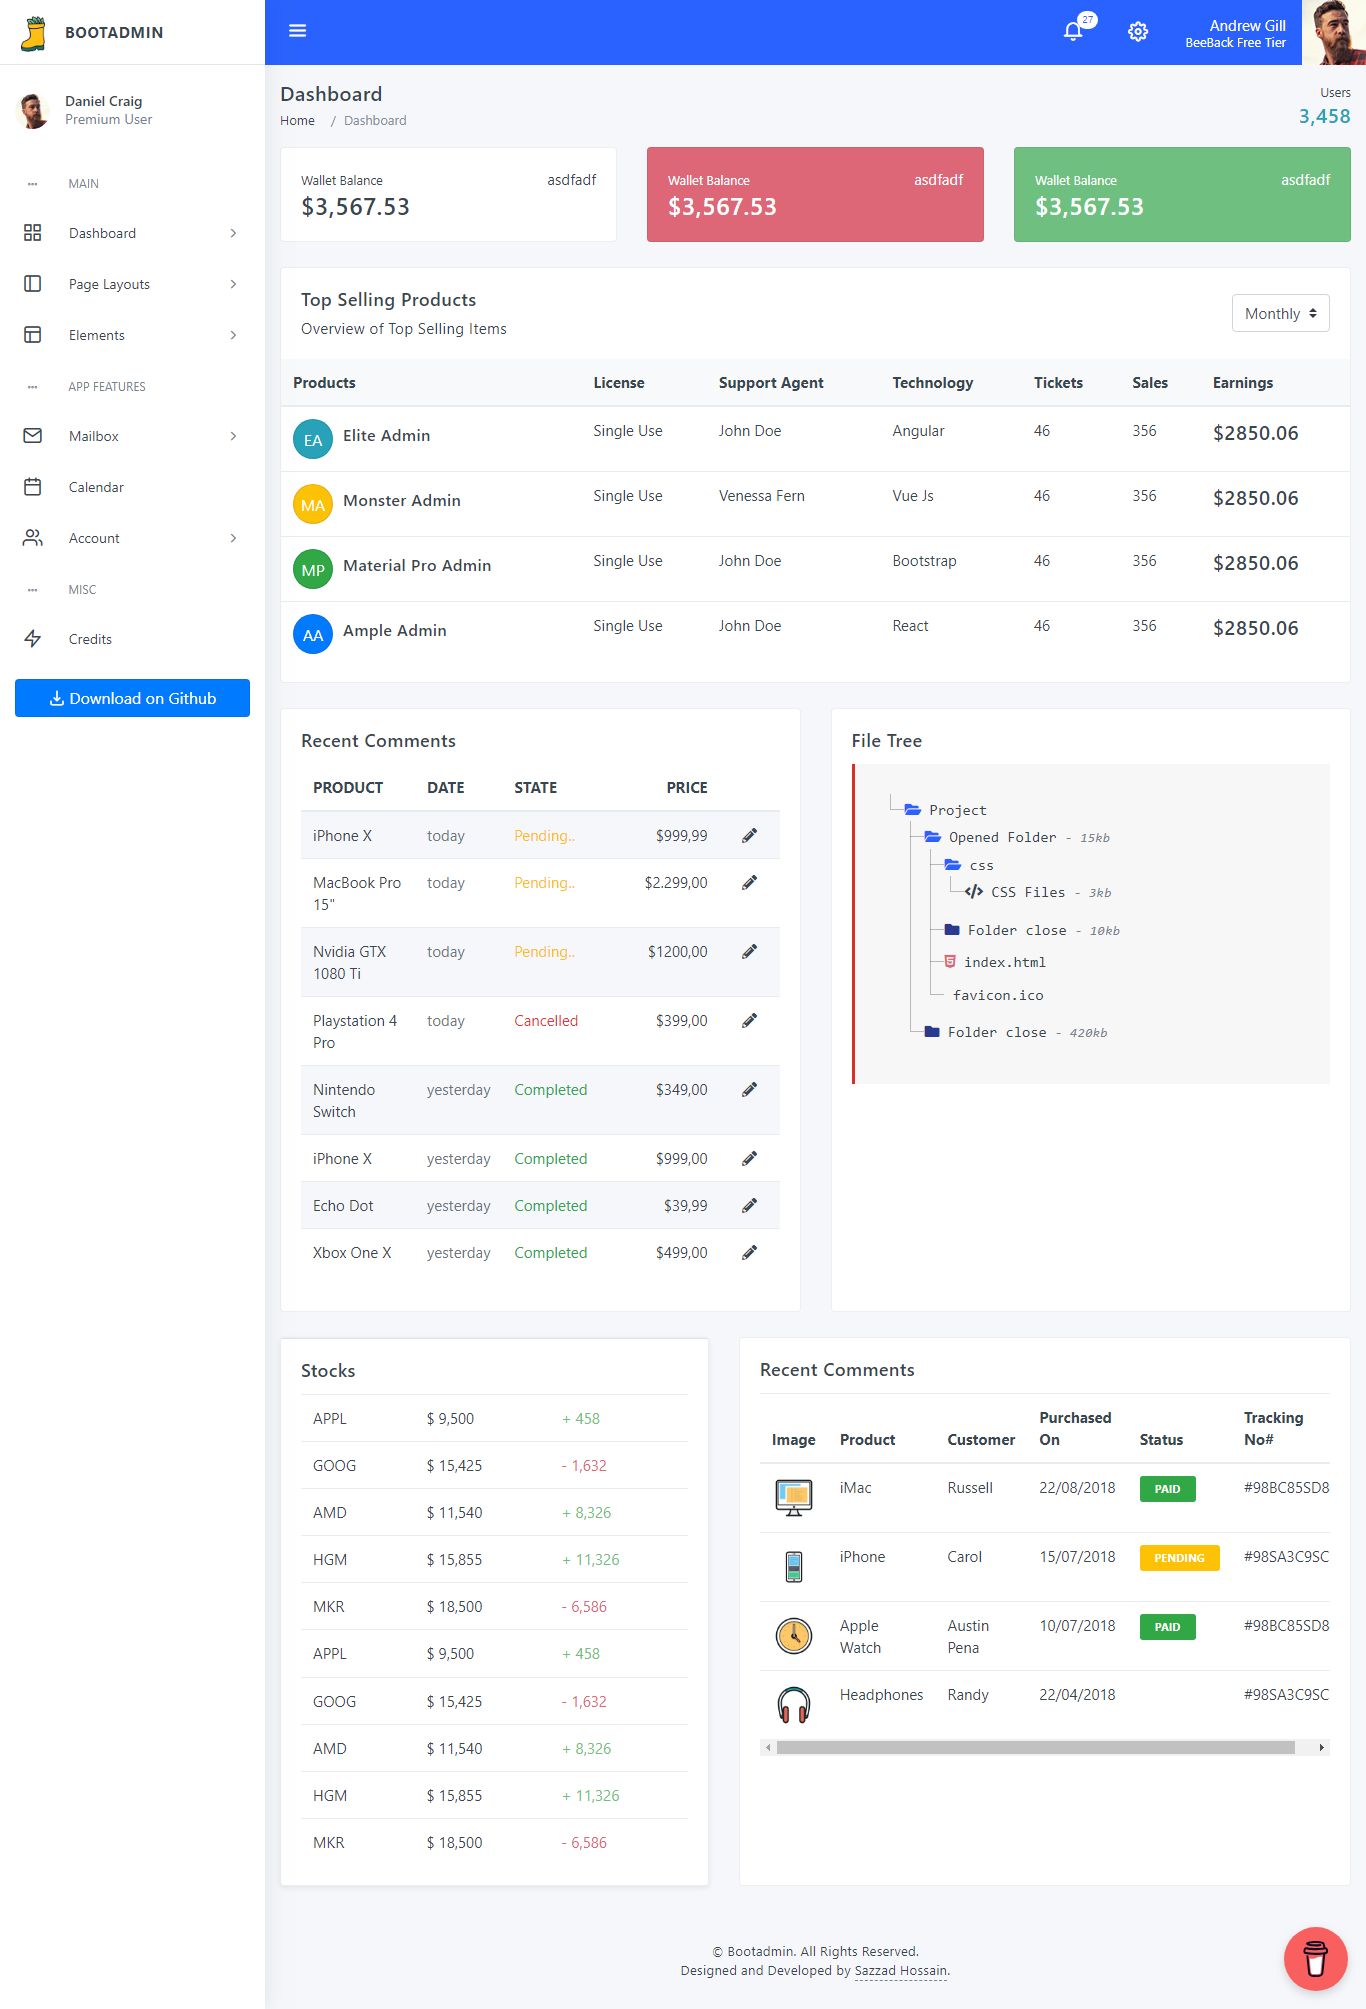 BOOTADMIN
27
Andrew Gill
BeeBack Free Tier
Daniel Craig
Premium User
MAIN
Dashboard
Page Layouts
Elements
APP FEATURES
Mailbox
Calendar
Account
MISC
Credits
Download on Github
Dashboard
Home / Dashboard
Users
3,458
Wallet Balance asdfadf
$3,567.53
Wallet Balance asdfadf
$3,567.53
Wallet Balance asdfadf
$3,567.53
Top Selling Products
Overview of Top Selling Items
Monthly
Products License Support Agent Technology Tickets Sales Earnings
EA Elite Admin Single Use John Doe Angular 46 356 $2850.06
MA Monster Admin Single Use Venessa Fern Vue Js 46 356 $2850.06
MP Material Pro Admin Single Use John Doe Bootstrap 46 356 $2850.06
AA Ample Admin Single Use John Doe React 46 356 $2850.06
Recent Comments
PRODUCT DATE STATE PRICE
iPhone X today Pending.. $999,99
MacBook Pro today Pending.. $2.299,00
15"
Nvidia GTX today Pending.. $1200,00
1080 Ti
Playstation 4 today Cancelled $399,00
Pro
Nintendo yesterday Completed $349,00
Switch
iPhone X yesterday Completed $999,00
Echo Dot yesterday Completed $39,99
Xbox One X yesterday Completed $499,00
File Tree
Project
Opened Folder - 15kb
css
CSS Files - 3kb
Folder close - 10kb
index.html
favicon.ico
Folder close - 420kb
Stocks
APPL $ 9,500 + 458
GOOG $ 15,425 - 1,632
AMD $ 11,540 + 8,326
HGM $ 15,855 + 11,326
MKR $ 18,500 - 6,586
APPL $ 9,500 + 458
GOOG $ 15,425 - 1,632
AMD $ 11,540 + 8,326
HGM $ 15,855 + 11,326
MKR $ 18,500 - 6,586
Recent Comments
Purchased Tracking
Image Product Customer On Status No#
iMac Russell 22/08/2018 PAID #98BC85SD8
iPhone Carol 15/07/2018 PENDING #98SA3C9SC
Apple Austin 10/07/2018 PAID #98BC85SD8
Watch Pena
Headphones Randy 22/04/2018 #98SA3C9SC
© Bootadmin. All Rights Reserved.
Designed and Developed by Sazzad Hossain.